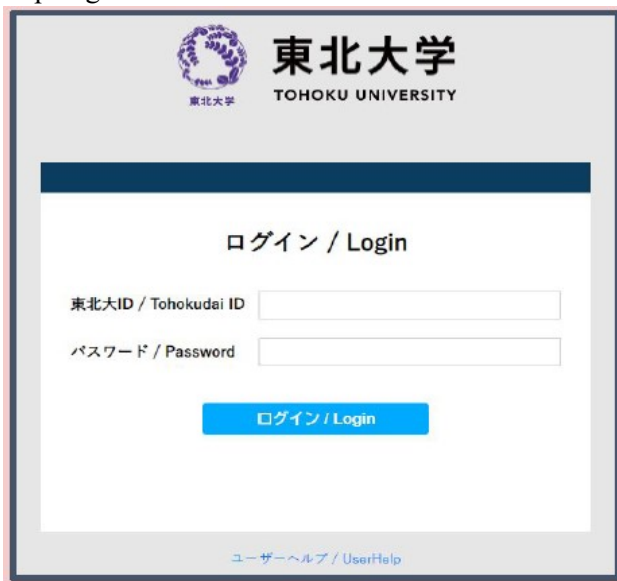 東北大学
東北大学
TOHOKU UNIVERSITY
ログイン / Login
東北大ID / Tohokudai ID
パスワード / Password
ログイン / Login
ユーザーヘルプ / UserHelp